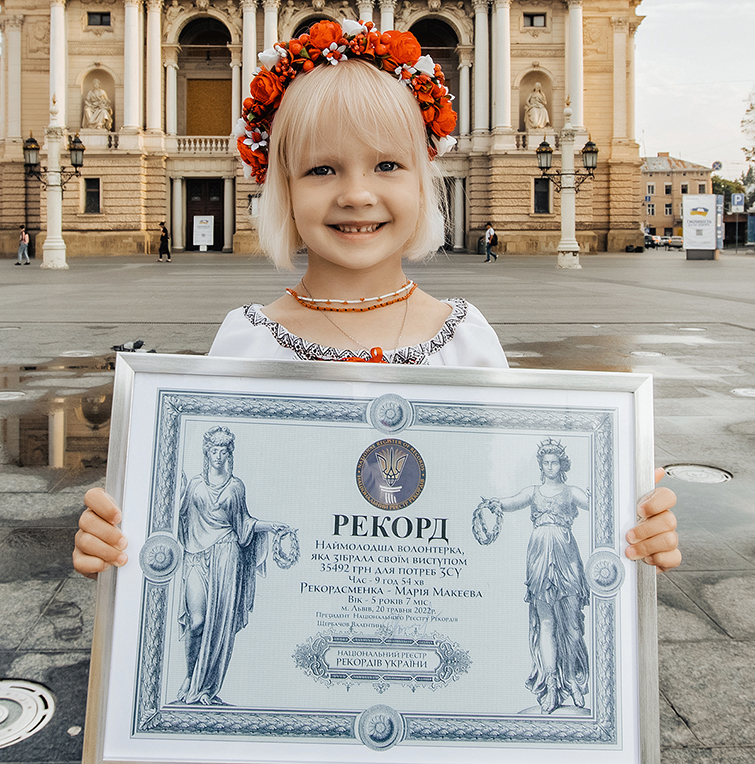 РЕКОРД
Наймолодша волонтерка,
яка зібрала своїм виступом
35492 грн для потреб ЗСУ
Час - 9 год 54 хв
Рекордсменка - Марія Макеєва
Вік - 5 років 7 міс
м. Львів, 20 травня 2022р.
Президент Національного Реєстру Рекордів
Щербачов Валентин
НАЦІОНАЛЬНИЙ РЕЄСТР
РЕКОРДІВ УКРАЇНИ